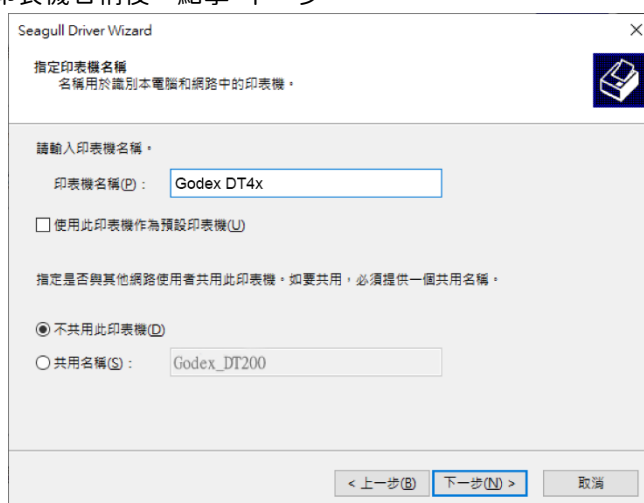 Seagull Driver Wizard
指定印表機名稱
名稱用於識別本電腦和網路中的印表機。
請輸入印表機名稱。
印表機名稱(P)： Godex DT4x
使用此印表機作為預設印表機(U)
指定是否與其他網路使用者共用此印表機。如要共用，必須提供一個共用名稱。
不共用此印表機(D)
共用名稱(S)： Godex_DT200
< 上一步(B) 下一步(N) > 取消